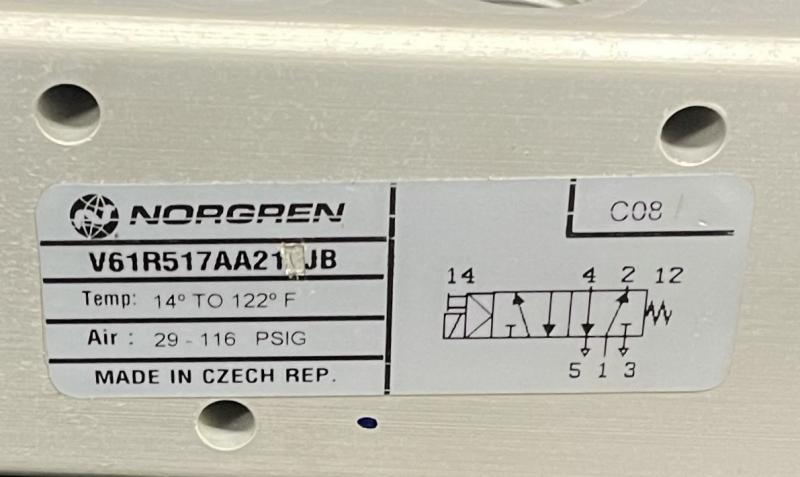 NORGREN
V61R517AA21 JB
Temp: 14° TO 122° F
Air : 29 - 116 PSIG
MADE IN CZECH REP.
C08
14 4 2 12
5 1 3